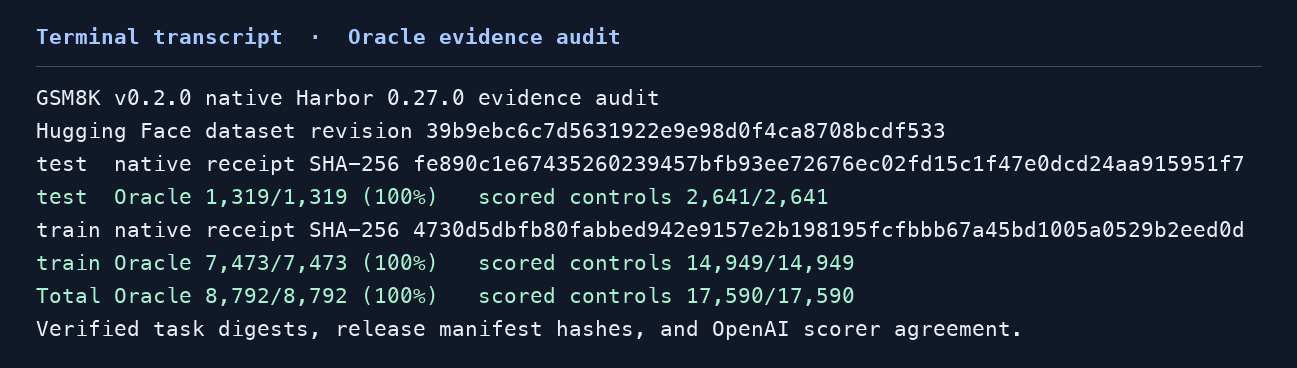 Terminal transcript · Oracle evidence audit
GSM8K v0.2.0 native Harbor 0.27.0 evidence audit
Hugging Face dataset revision 39b9ebc6c7d5631922e9e98d0f4ca8708bcdf533
test native receipt SHA-256 fe890c1e67435260239457bfb93ee72676ec02fd15c1f47e0dcd24aa915951f7
test Oracle 1,319/1,319 (100%) scored controls 2,641/2,641
train native receipt SHA-256 4730d5dbfb80fabbed942e9157e2b198195fcfbbb67a45bd1005a0529b2eed0d
train Oracle 7,473/7,473 (100%) scored controls 14,949/14,949
Total Oracle 8,792/8,792 (100%) scored controls 17,590/17,590
Verified task digests, release manifest hashes, and OpenAI scorer agreement.